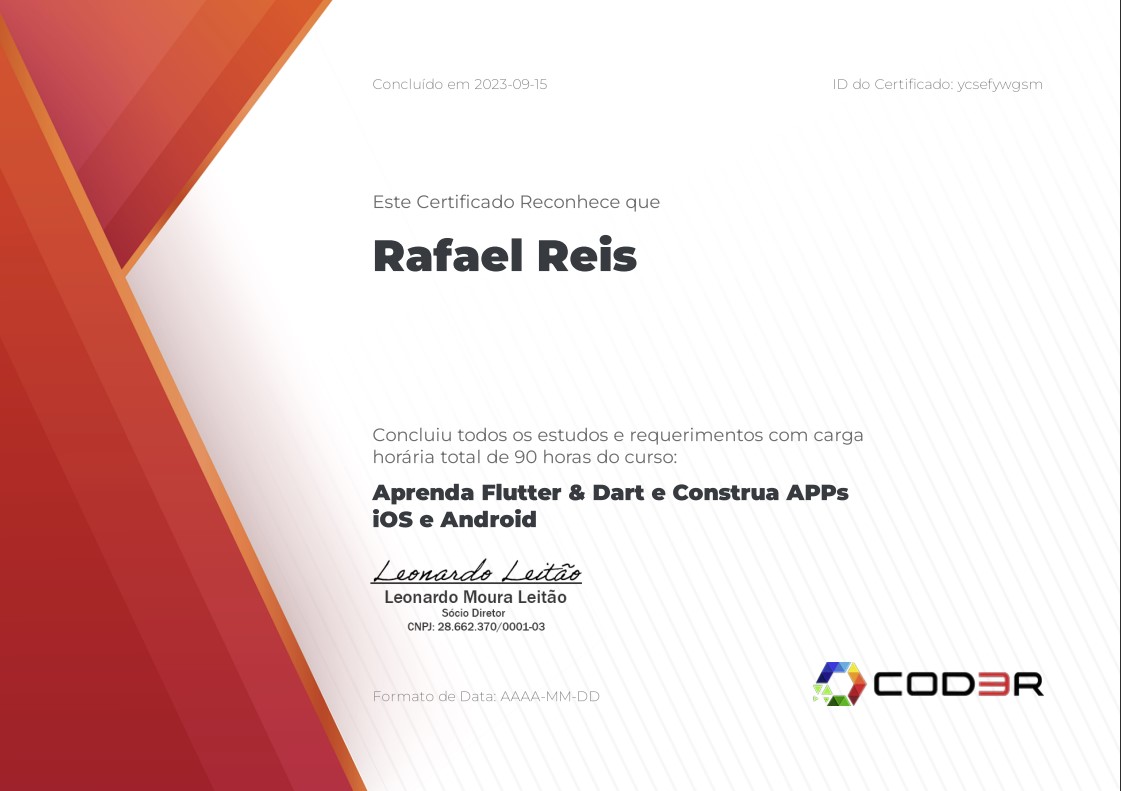 Concluído em 2023-09-15
ID do Certificado: ycsefywgsm
Este Certificado Reconhece que
Rafael Reis
Concluiu todos os estudos e requerimentos com carga
horária total de 90 horas do curso:
Aprenda Flutter & Dart e Construa APPs
iOS e Android
Leonardo Leitão
Leonardo Moura Leitão
Sócio Diretor
CNPJ: 28.662.370/0001-03
Formato de Data: AAAA-MM-DD
COD3R